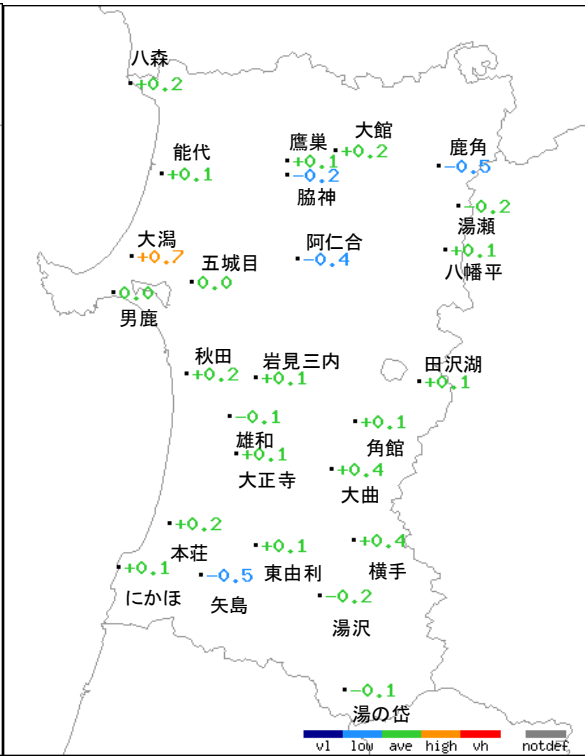 八森
+0.2
大館
+0.2
鷹巣
+0.1
能代
+0.1
鹿角
-0.5
-0.2
脇神
-0.2
湯瀬
大潟
+0.7
阿仁合
-0.4
+0.1
八幡平
五城目
0.0
0.0
男鹿
秋田
+0.2
岩見三内
+0.1
田沢湖
+0.1
-0.1
雄和
+0.1
角館
+0.1
大正寺
+0.4
大曲
+0.2
本荘
+0.1
東由利
+0.4
横手
+0.1
にかほ
-0.5
矢島
-0.2
湯沢
-0.1
湯の岱
vl low ave high vh notdef